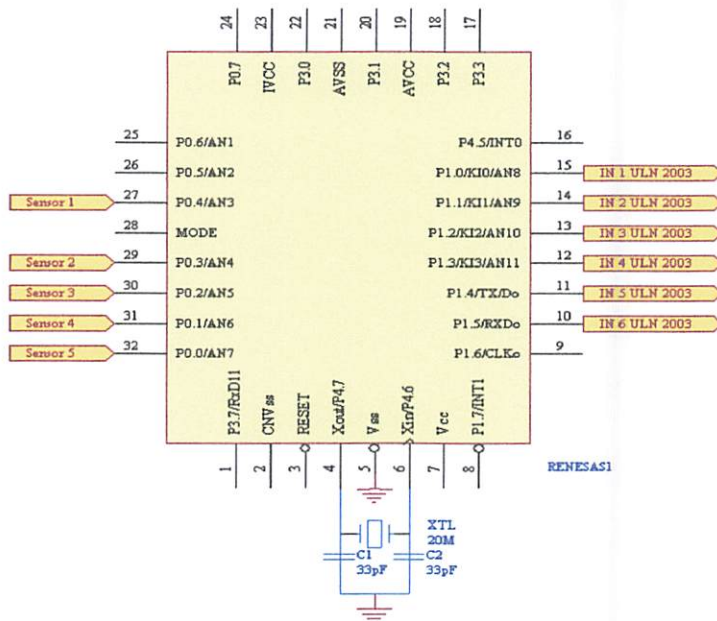 24 23 22 21 20 19 18 17
P0.7 IVCC P3.0 AVSS P3.1 AVCC P3.2 P3.3
25 P0.6/AN1 P4.5/INT0 16
26 P0.5/AN2 P1.0/KI0/AN8 15 IN 1 ULN 2003
Sensor 1 27 P0.4/AN3 P1.1/KI1/AN9 14 IN 2 ULN 2003
28 MODE P1.2/KI2/AN10 13 IN 3 ULN 2003
Sensor 2 29 P0.3/AN4 P1.3/KI3/AN11 12 IN 4 ULN 2003
Sensor 3 30 P0.2/AN5 P1.4/TX/Do 11 IN 5 ULN 2003
Sensor 4 31 P0.1/AN6 P1.5/RXDo 10 IN 6 ULN 2003
Sensor 5 32 P0.0/AN7 P1.6/CLKo 9
P3.7/RxD11 CNVss RESET Xout/P4.7 Vss Xin/P4.6 Vcc P1.7/INT1
1 2 3 4 5 6 7 8
RENESAS1
XTL
20M
C1 C2
33pF 33pF